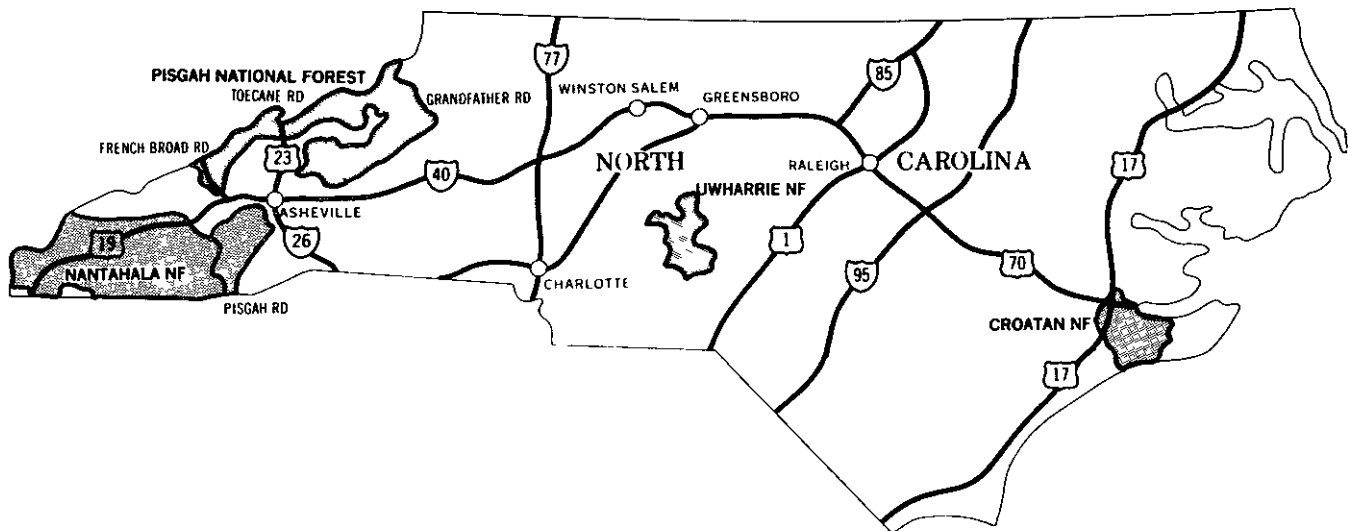 77
85
PISGAH NATIONAL FOREST
TOECANE RD
GRANDFATHER RD
WINSTON SALEM
GREENSBORO
FRENCH BROAD RD
23
40
NORTH CAROLINA
RALEIGH
17
UWHARRIE NF
ASHEVILLE
19
26
1
NANTAHALA NF
70
95
CHARLOTTE
PISGAH RD
CROATAN NF
17